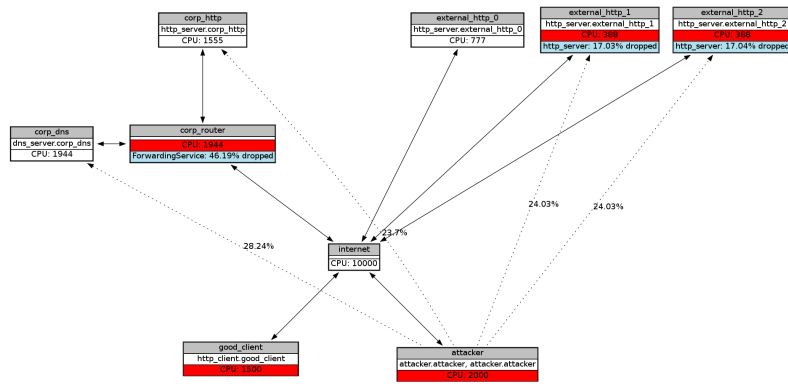 corp_http
http_server.corp_http
CPU: 1555
external_http_0
http_server.external_http_0
CPU: 777
external_http_1
http_server.external_http_1
CPU: 388
http_server: 17.03% dropped
external_http_2
http_server.external_http_2
CPU: 388
http_server: 17.04% dropped
corp_dns
dns_server.corp_dns
CPU: 1944
corp_router
CPU: 1944
ForwardingService: 46.19% dropped
24.03%
24.03%
23.7%
28.24%
internet
CPU: 10000
good_client
http_client.good_client
CPU: 1500
attacker
attacker.attacker, attacker.attacker
CPU: 2000